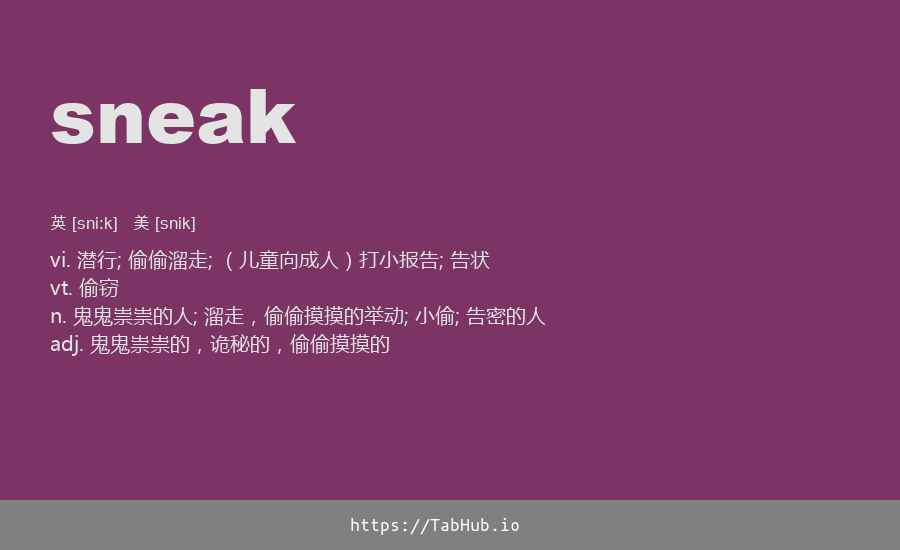 sneak
英 [sni:k] 美 [snik]
vi. 潜行; 偷偷溜走; （儿童向成人）打小报告; 告状
vt. 偷窃
n. 鬼鬼祟祟的人; 溜走，偷偷摸摸的举动; 小偷; 告密的人
adj. 鬼鬼祟祟的，诡秘的，偷偷摸摸的
https://TabHub.io